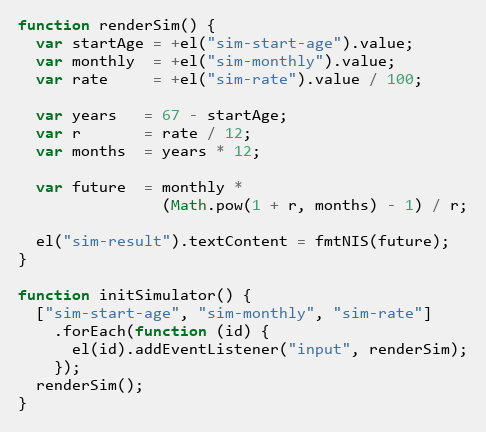 function renderSim() {
  var startAge = +el("sim-start-age").value;
  var monthly  = +el("sim-monthly").value;
  var rate     = +el("sim-rate").value / 100;

  var years   = 67 - startAge;
  var r       = rate / 12;
  var months  = years * 12;

  var future  = monthly *
                (Math.pow(1 + r, months) - 1) / r;

  el("sim-result").textContent = fmtNIS(future);
}

function initSimulator() {
  ["sim-start-age", "sim-monthly", "sim-rate"]
    .forEach(function (id) {
      el(id).addEventListener("input", renderSim);
    });
  renderSim();
}